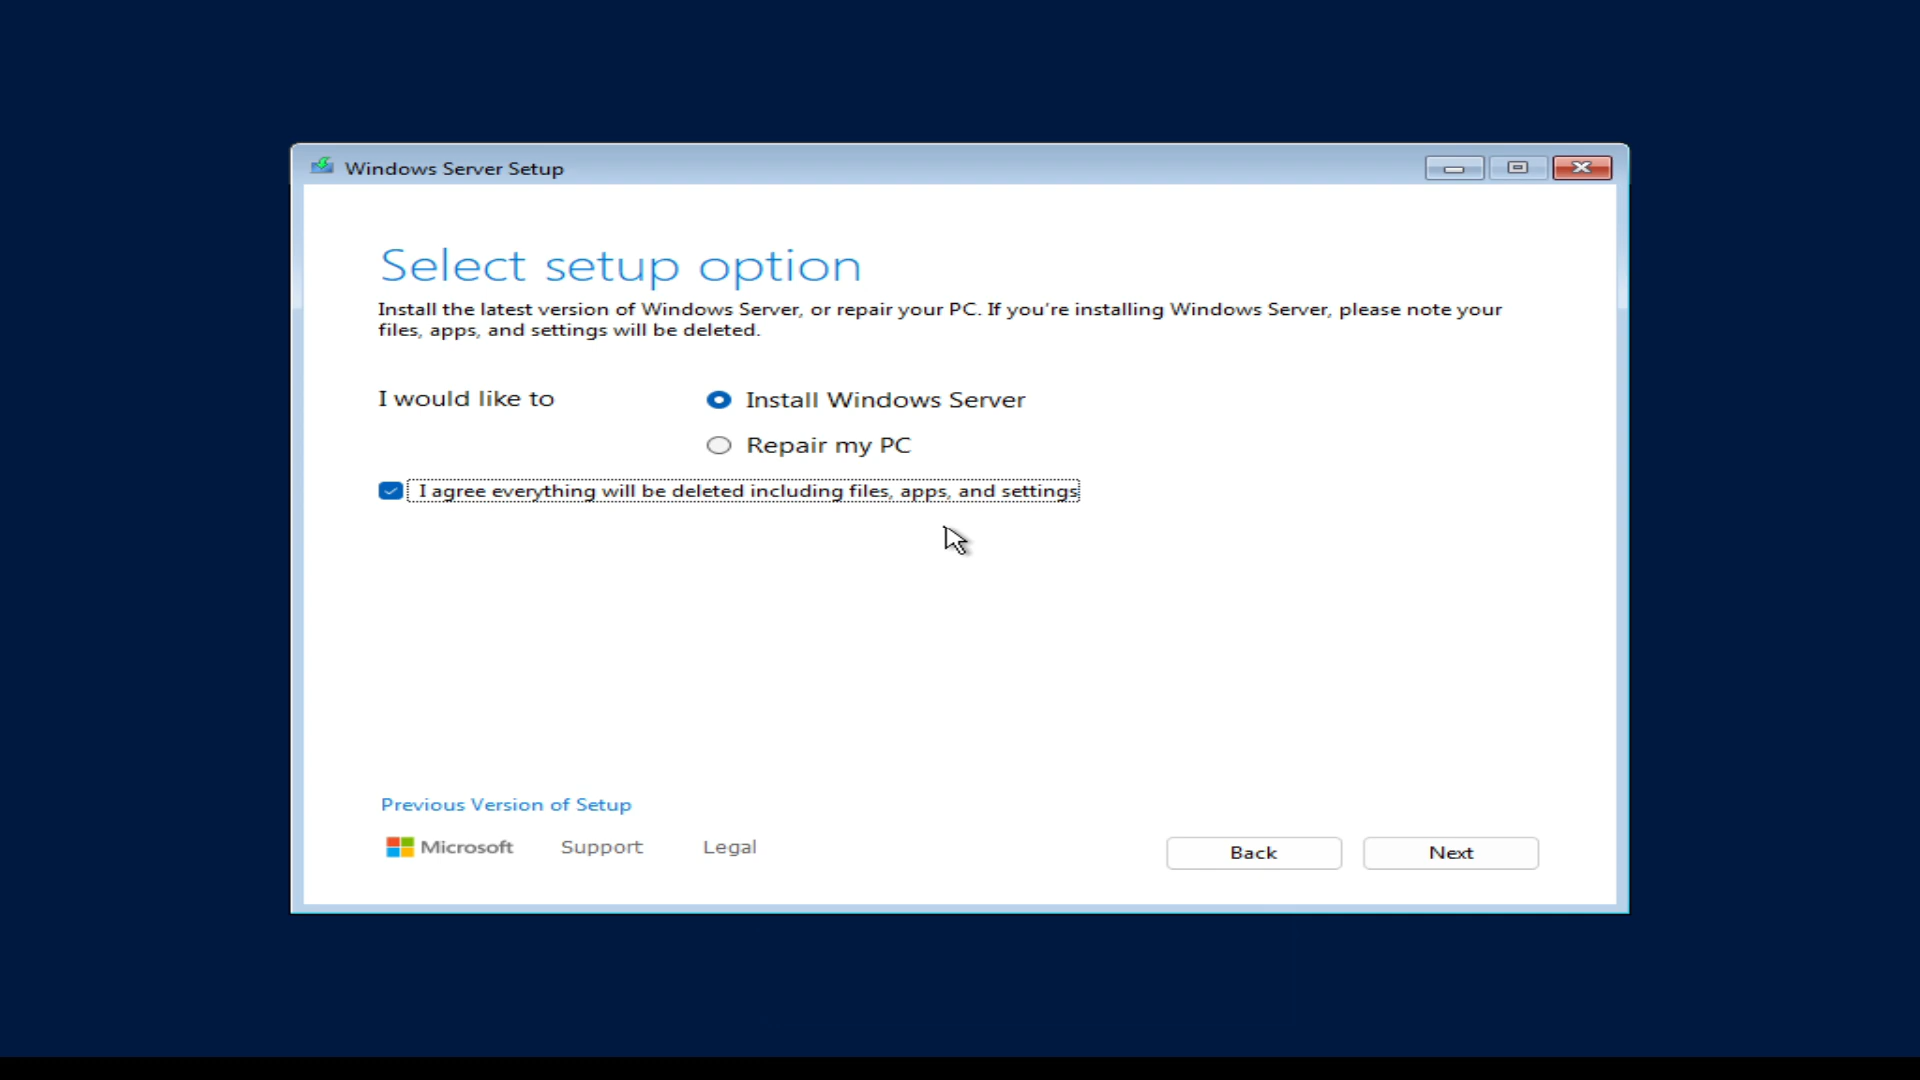 Windows Server Setup
Select setup option
Install the latest version of Windows Server, or repair your PC. If you're installing Windows Server, please note your
files, apps, and settings will be deleted.
I would like to
Install Windows Server
Repair my PC
I agree everything will be deleted including files, apps, and settings
Previous Version of Setup
Microsoft Support Legal
Back Next